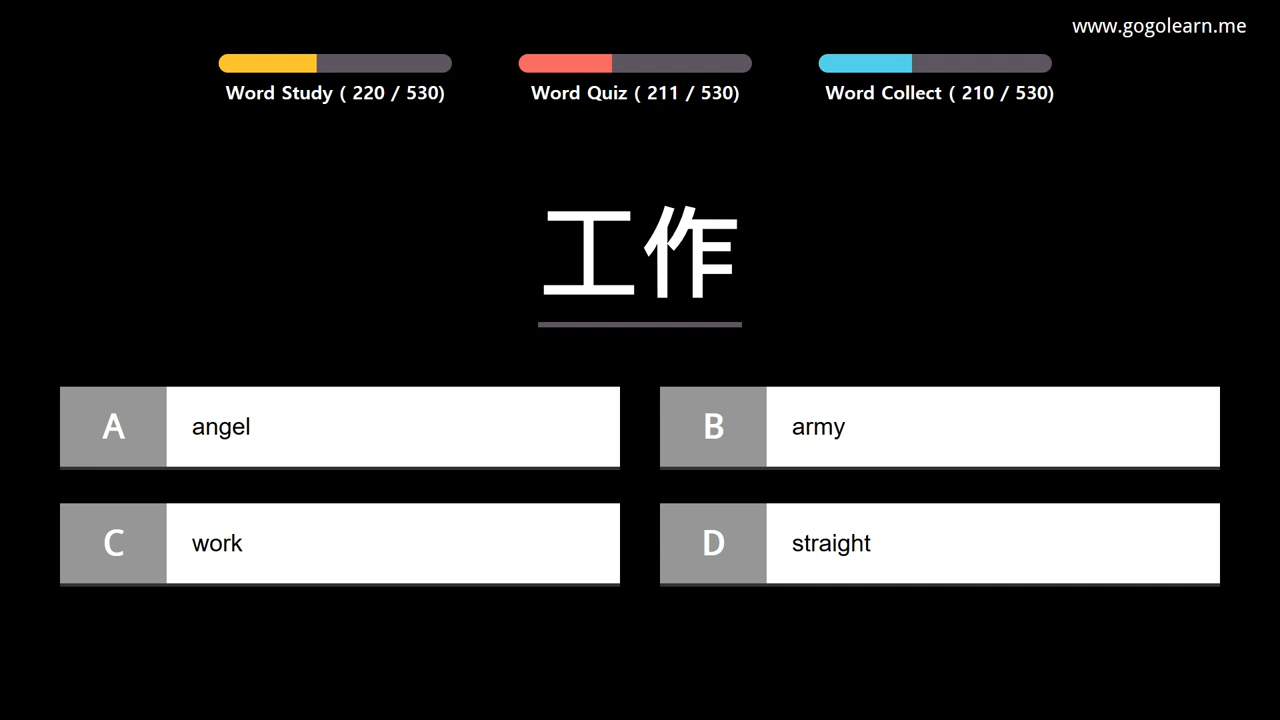 www.gogolearn.me
Word Study ( 220 / 530)
Word Quiz ( 211 / 530)
Word Collect ( 210 / 530)
工作
A angel
B army
C work
D straight